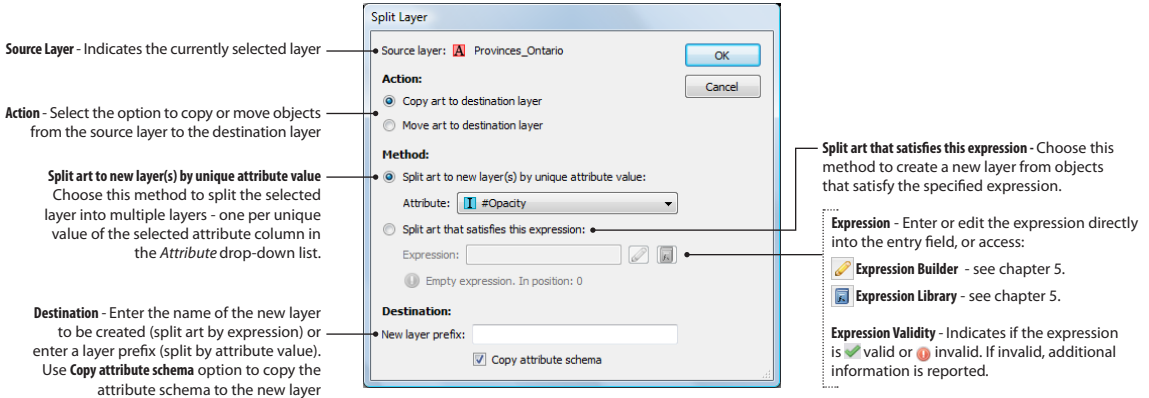 Split Layer
Source Layer - Indicates the currently selected layer
Source layer: A Provinces_Ontario
OK
Cancel
Action:
Copy art to destination layer
Move art to destination layer
Action - Select the option to copy or move objects
from the source layer to the destination layer
Method:
Split art to new layer(s) by unique attribute value:
Attribute: I #Opacity
Split art that satisfies this expression:
Expression:
Empty expression. In position: 0
Split art to new layer(s) by unique attribute value
Choose this method to split the selected
layer into multiple layers - one per unique
value of the selected attribute column in
the Attribute drop-down list.
Destination:
New layer prefix:
Copy attribute schema
Destination - Enter the name of the new layer
to be created (split art by expression) or
enter a layer prefix (split by attribute value).
Use Copy attribute schema option to copy the
attribute schema to the new layer
Split art that satisfies this expression - Choose this
method to create a new layer from objects
that satisfy the specified expression.
Expression - Enter or edit the expression directly
into the entry field, or access:
Expression Builder - see chapter 5.
Expression Library - see chapter 5.
Expression Validity - Indicates if the expression
is valid or invalid. If invalid, additional
information is reported.